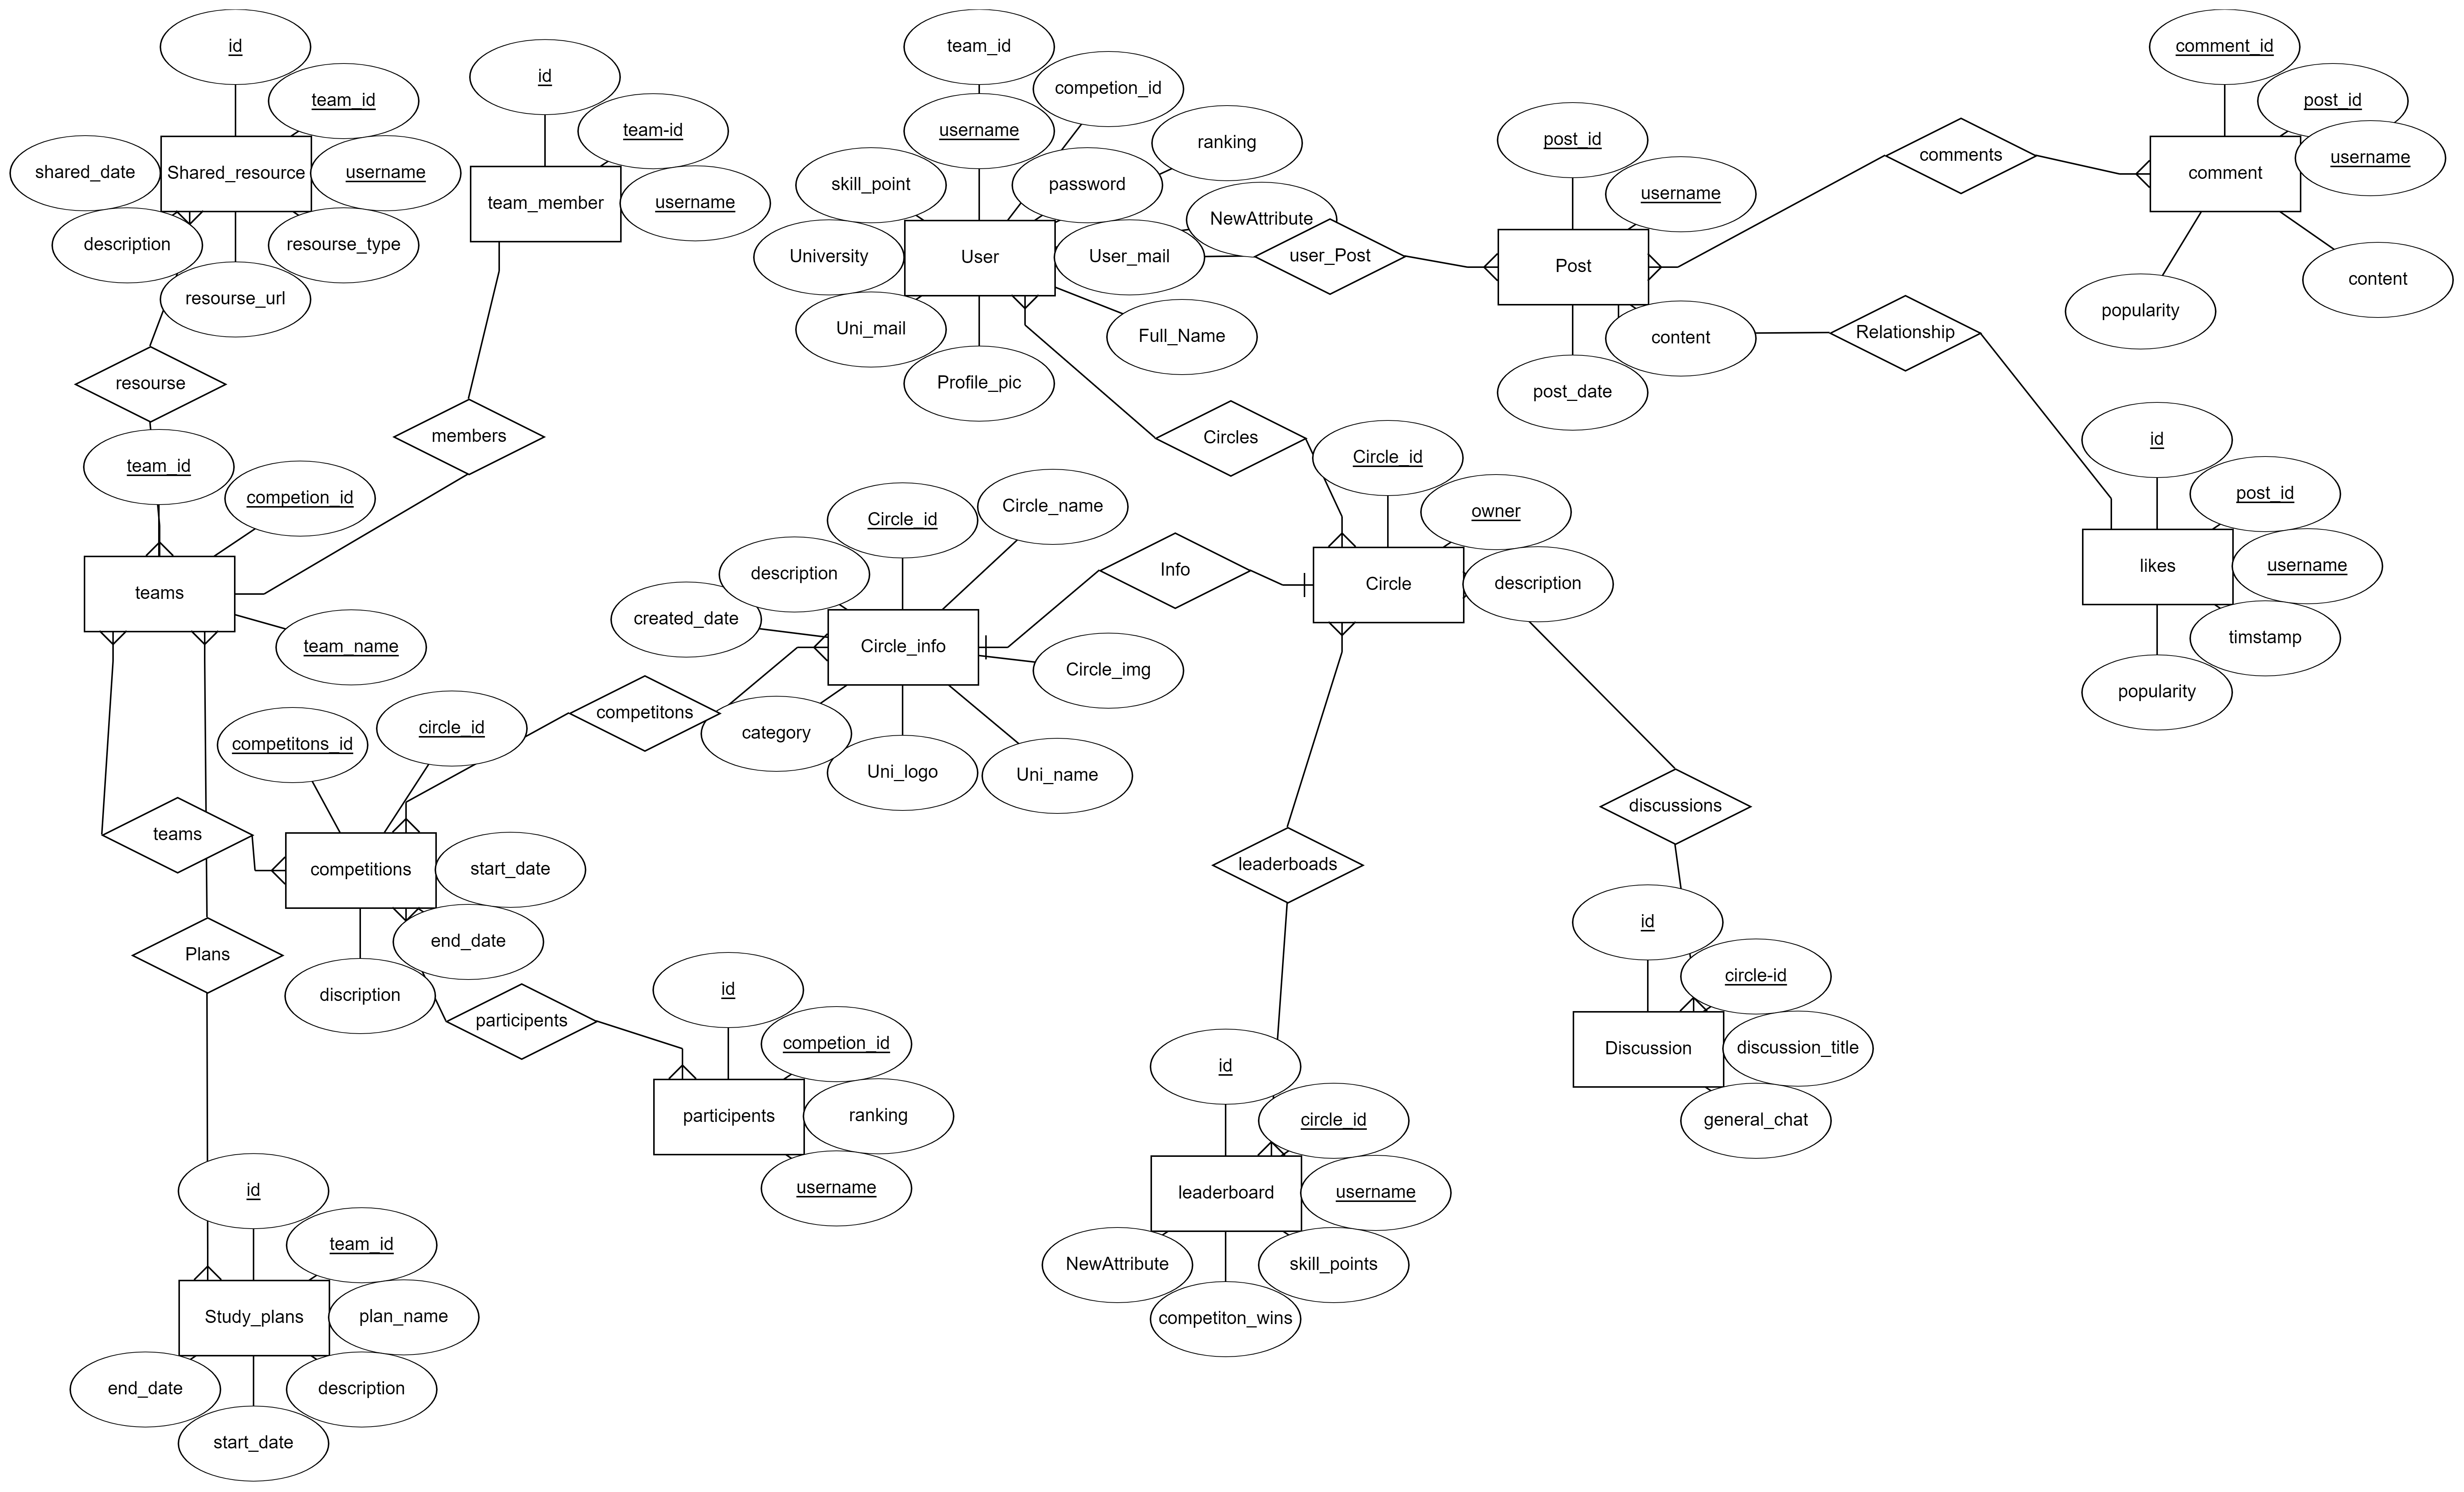 id
team_id
Shared_resource
shared_date
username
description
resourse_type
resourse_url
id
team-id
team_member
username
team_id
competion_id
username
ranking
skill_point
password
NewAttribute
University
User
User_mail
user_Post
Uni_mail
Full_Name
Profile_pic
post_id
username
Post
content
post_date
comments
comment_id
post_id
username
comment
content
popularity
Relationship
resourse
members
Circles
team_id
competion_id
teams
team_name
Circle_id
Circle_name
description
created_date
Circle_info
Circle_img
category
Uni_logo
Uni_name
Info
Circle_id
owner
Circle
description
id
post_id
likes
username
timstamp
popularity
competitons
competitons_id
circle_id
teams
competitions
start_date
end_date
discription
Plans
participents
id
competion_id
participents
ranking
username
leaderboads
discussions
id
circle-id
Discussion
discussion_title
general_chat
id
circle_id
leaderboard
username
NewAttribute
skill_points
competiton_wins
id
team_id
Study_plans
plan_name
end_date
description
start_date